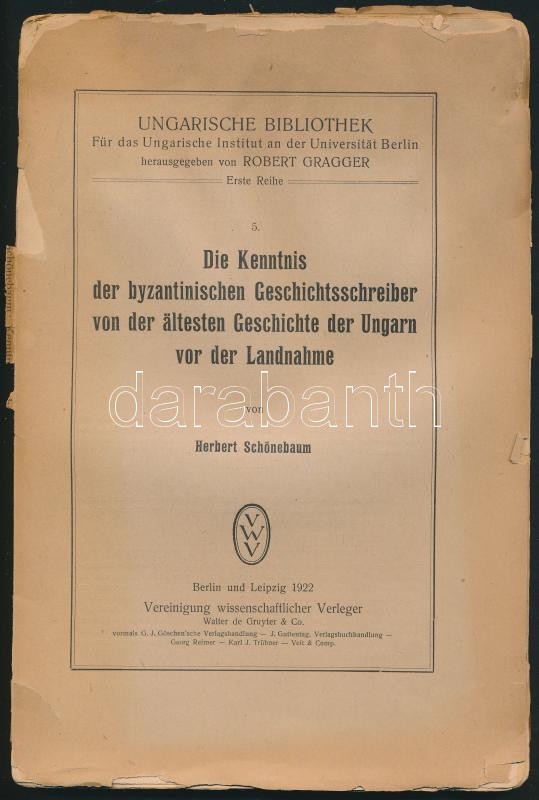 UNGARISCHE BIBLIOTHEK
Für das Ungarische Institut an der Universität Berlin
herausgegeben von ROBERT GRAGGER
Erste Reihe
5.
Die Kenntnis
der byzantinischen Geschichtsschreiber
von der ältesten Geschichte der Ungarn
vor der Landnahme
darabanth
von
Herbert Schönebaum
VWV
Berlin und Leipzig 1922
Vereinigung wissenschaftlicher Verleger
Walter de Gruyter & Co.
vormals G. J. Göschen'sche Verlagshandlung — J. Guttentag, Verlagsbuchhandlung —
Georg Reimer — Karl J. Trübner — Veit & Comp.